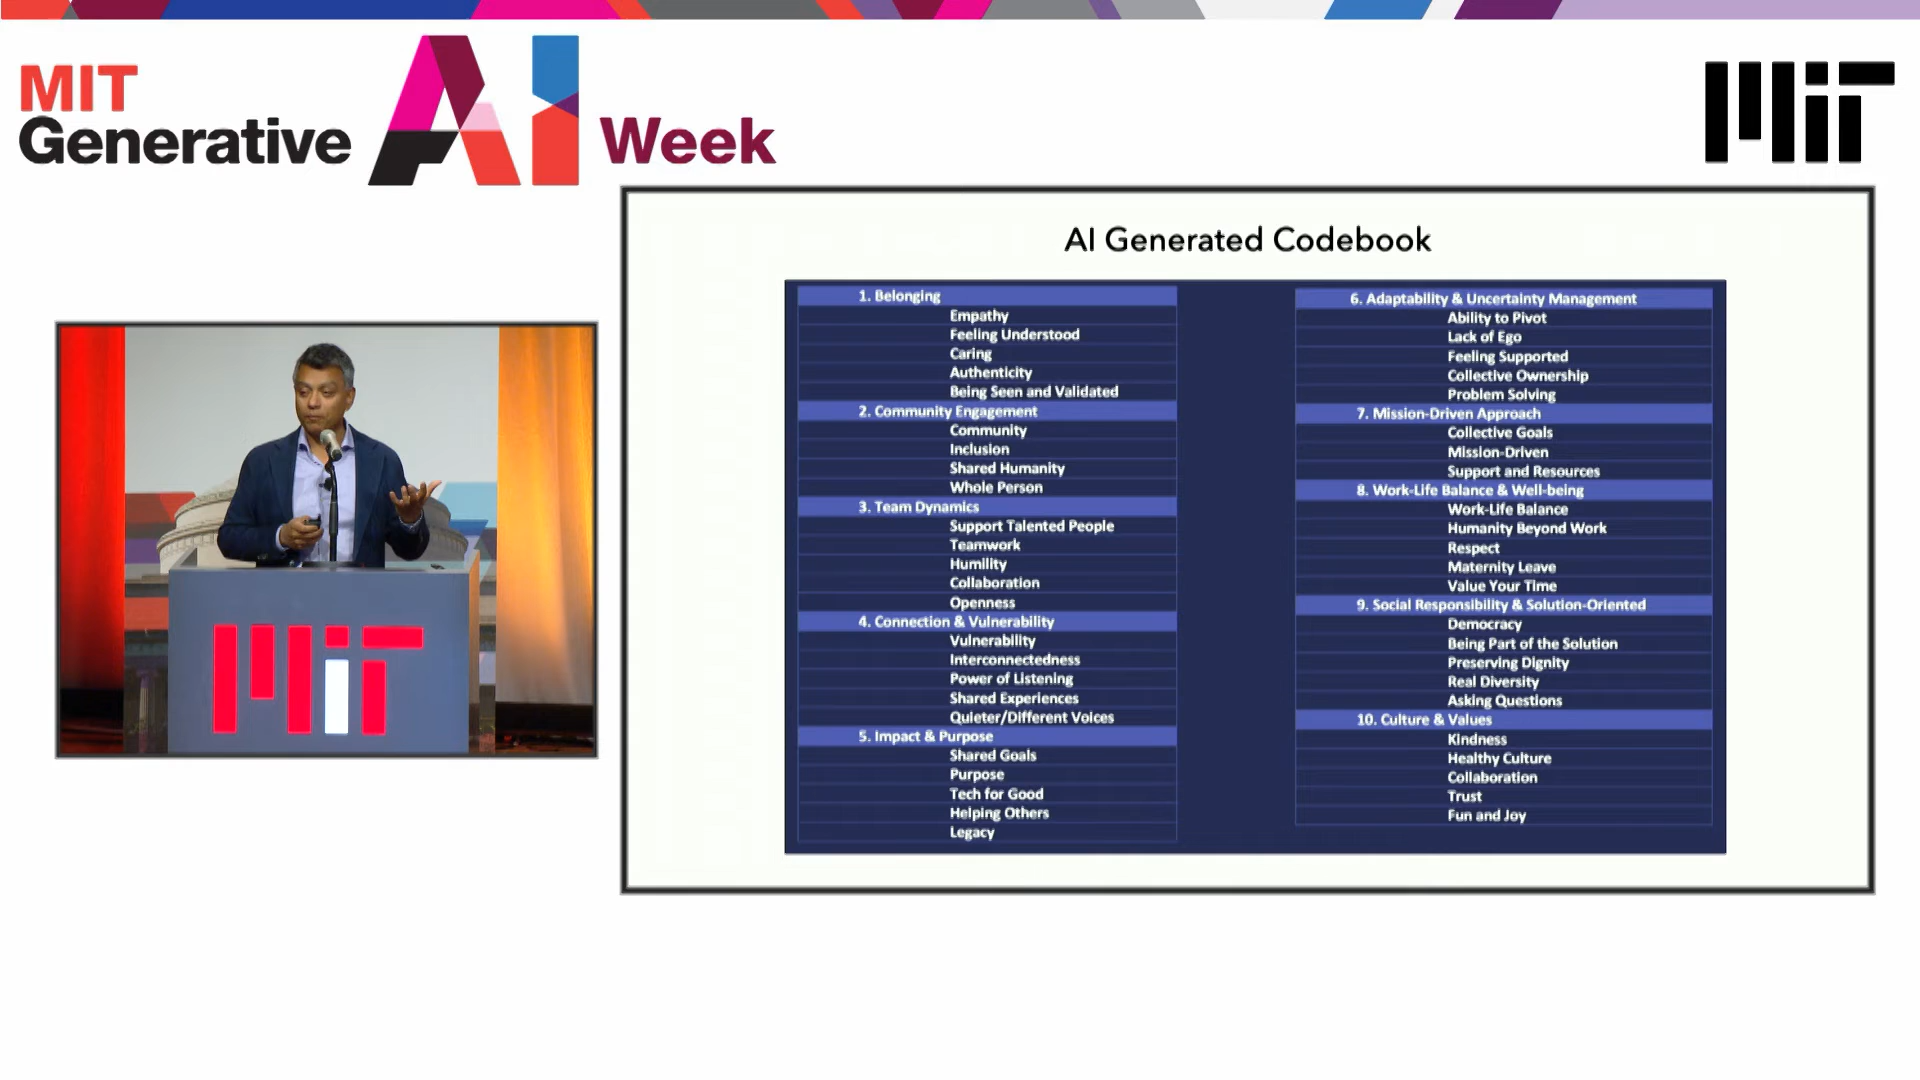 MIT
Generative AI Week
MIT
AI Generated Codebook
1. Belonging
Empathy
Feeling Understood
Caring
Authenticity
Being Seen and Validated
2. Community Engagement
Community
Inclusion
Shared Humanity
Whole Person
3. Team Dynamics
Support Talented People
Teamwork
Humility
Collaboration
Openness
4. Connection & Vulnerability
Vulnerability
Interconnectedness
Power of Listening
Shared Experiences
Quieter/Different Voices
5. Impact & Purpose
Shared Goals
Purpose
Tech for Good
Helping Others
Legacy
6. Adaptability & Uncertainty Management
Ability to Pivot
Lack of Ego
Feeling Supported
Collective Ownership
Problem Solving
7. Mission-Driven Approach
Collective Goals
Mission-Driven
Support and Resources
8. Work-Life Balance & Well-being
Work-Life Balance
Humanity Beyond Work
Respect
Maternity Leave
Value Your Time
9. Social Responsibility & Solution-Oriented
Democracy
Being Part of the Solution
Preserving Dignity
Real Diversity
Asking Questions
10. Culture & Values
Kindness
Healthy Culture
Collaboration
Trust
Fun and Joy
MIT